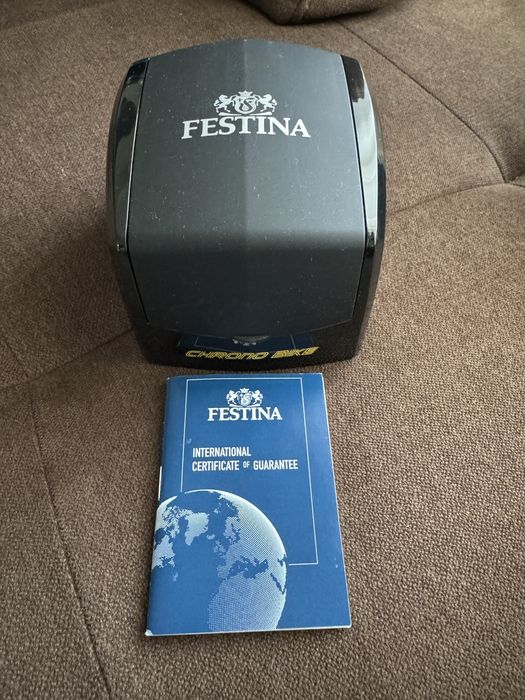 FESTINA
CHRONO BIKE
FESTINA
INTERNATIONAL
CERTIFICATE OF GUARANTEE